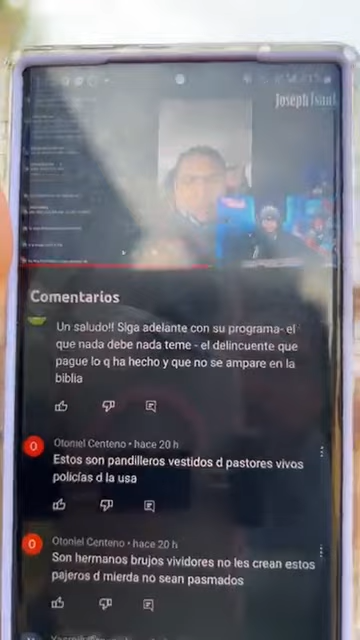 Joseph Isaul
Comentarios
Un saludo!! Siga adelante con su programa- el
que nada debe nada teme - el delincuente que
pague lo q ha hecho y que no se ampare en la
biblia
O
Otoniel Centeno • hace 20 h
Estos son pandilleros vestidos d pastores vivos
policías d la usa
O
Otoniel Centeno • hace 20 h
Son hermanos brujos vividores no les crean estos
pajeros d mierda no sean pasmados